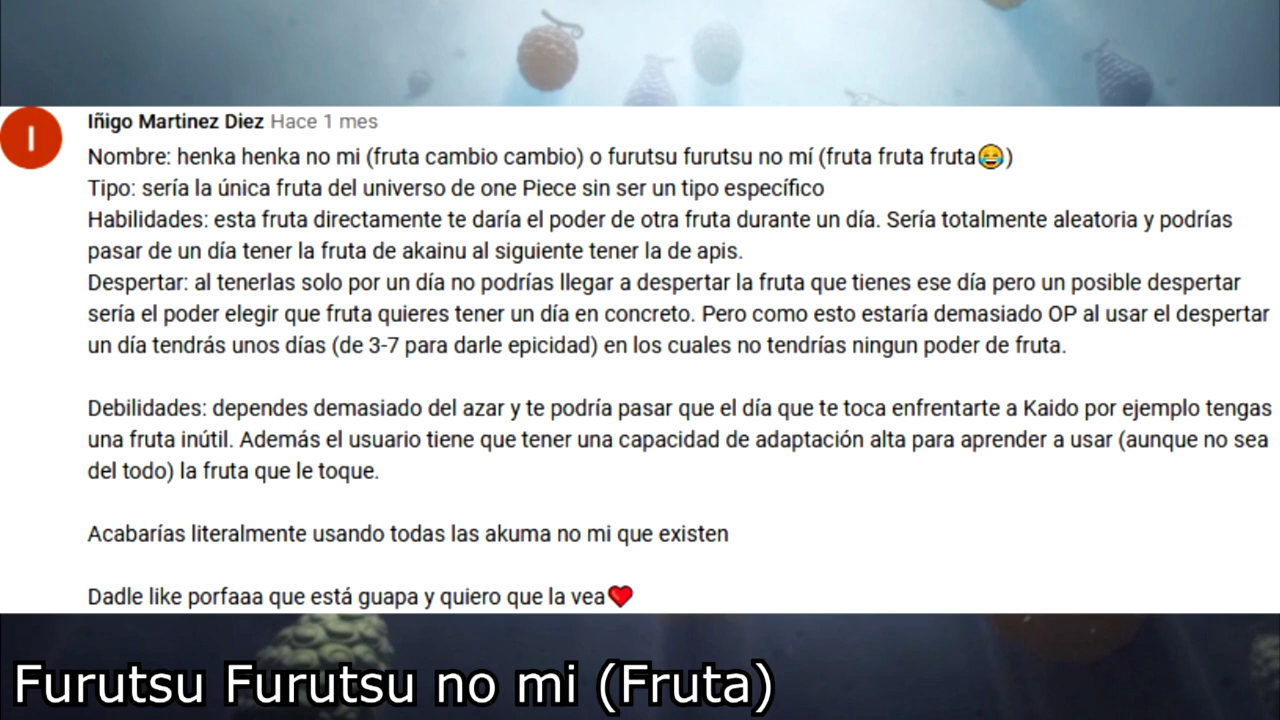 Iñigo Martinez Diez Hace 1 mes
Nombre: henka henka no mi (fruta cambio cambio) o furutsu furutsu no mí (fruta fruta fruta😂)
Tipo: sería la única fruta del universo de one Piece sin ser un tipo específico
Habilidades: esta fruta directamente te daría el poder de otra fruta durante un día. Sería totalmente aleatoria y podrías
pasar de un día tener la fruta de akainu al siguiente tener la de apis.
Despertar: al tenerlas solo por un día no podrías llegar a despertar la fruta que tienes ese día pero un posible despertar
sería el poder elegir que fruta quieres tener un día en concreto. Pero como esto estaría demasiado OP al usar el despertar
un día tendrás unos días (de 3-7 para darle epicidad) en los cuales no tendrías ningun poder de fruta.
Debilidades: dependes demasiado del azar y te podría pasar que el día que te toca enfrentarte a Kaido por ejemplo tengas
una fruta inútil. Además el usuario tiene que tener una capacidad de adaptación alta para aprender a usar (aunque no sea
del todo) la fruta que le toque.
Acabarías literalmente usando todas las akuma no mi que existen
Dadle like porfaaa que está guapa y quiero que la vea❤️
Furutsu Furutsu no mi (Fruta)